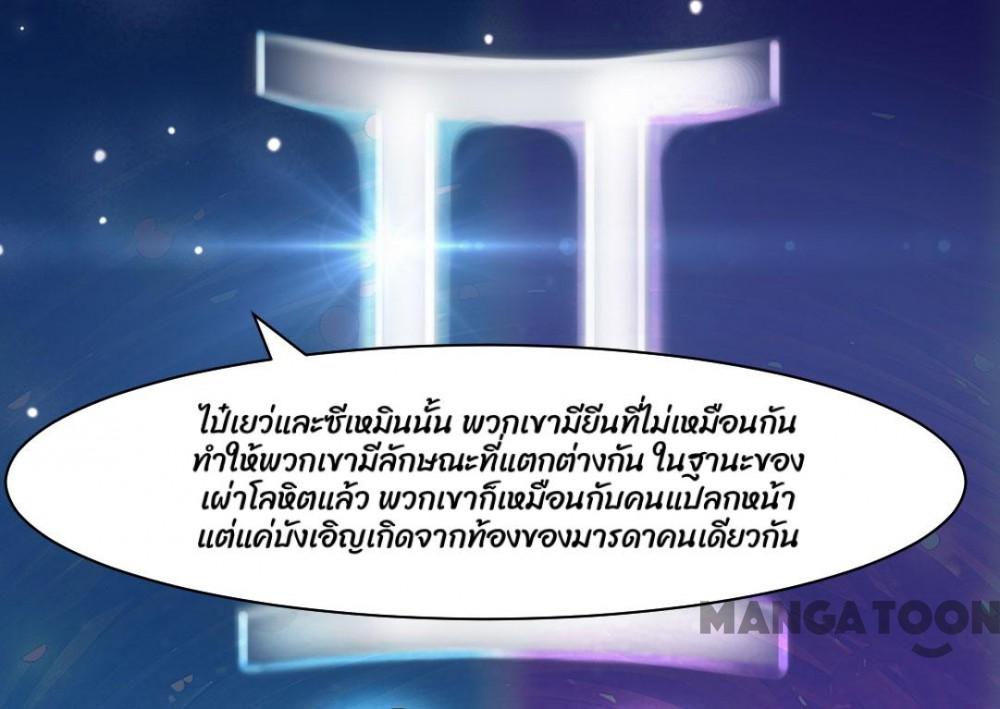 ไป๋เยว่และซีเหมินนั้น พวกเขามียีนที่ไม่เหมือนกัน
ทำให้พวกเขามีลักษณะที่แตกต่างกัน ในฐานะของ
เผ่าโลหิตแล้ว พวกเขาก็เหมือนกับคนแปลกหน้า
แต่แค่บังเอิญเกิดจากท้องของมารดาคนเดียวกัน
MANGA TOON